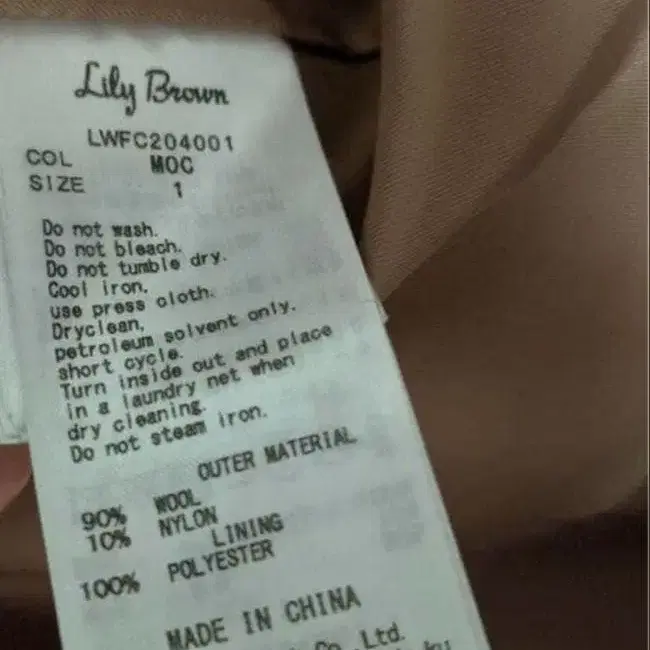 Lily Brown
LWFC204001
COL MOC
SIZE 1
Do not wash.
Do not bleach.
Do not tumble dry.
Cool iron.
use press cloth.
Dryclean,
petroleum solvent only.
short cycle.
Turn inside out and place
in a laundry net when
dry cleaning.
Do not steam iron.
OUTER MATERIAL
90% WOOL
10% NYLON
LINING
100% POLYESTER
MADE IN CHINA
Co. Ltd.